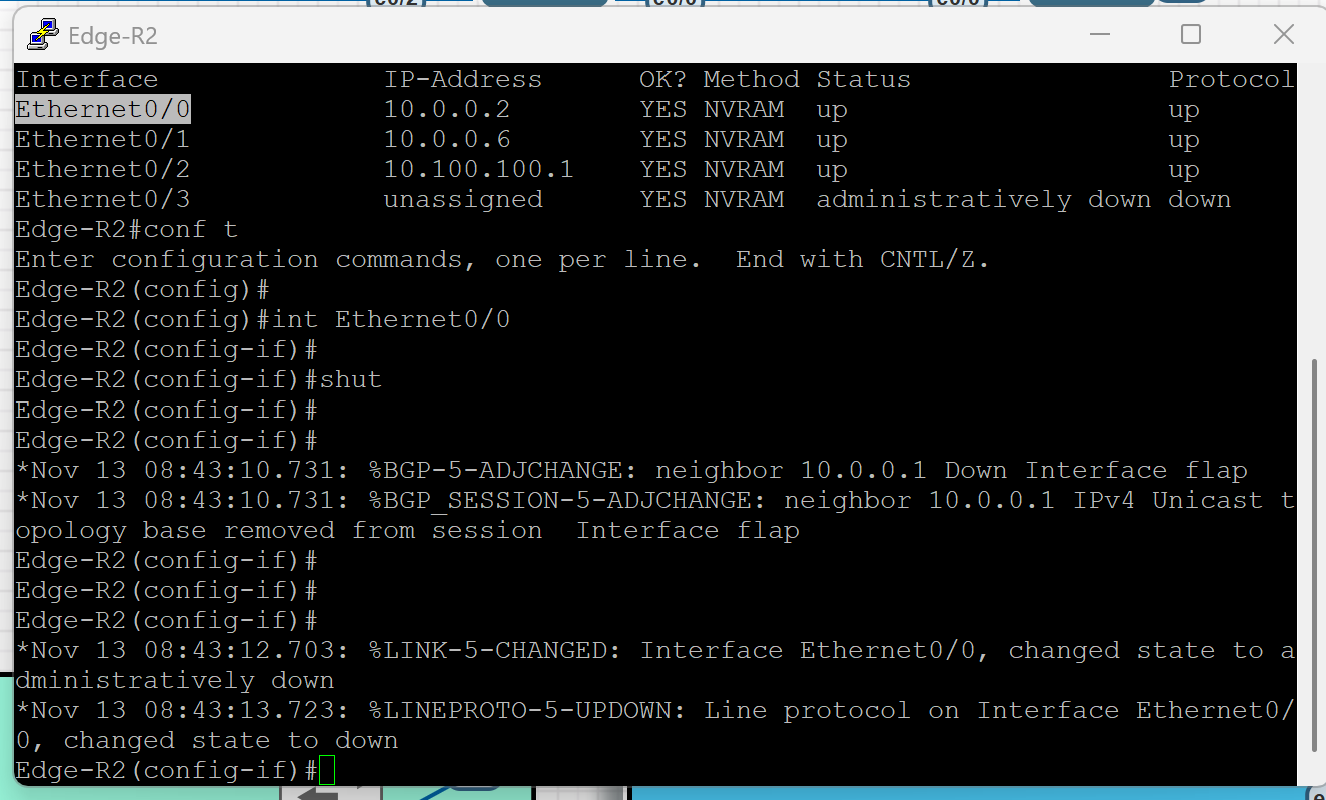 e0/2
e0/0
e0/0
Edge-R2
Interface IP-Address OK? Method Status Protocol
Ethernet0/0 10.0.0.2 YES NVRAM up up
Ethernet0/1 10.0.0.6 YES NVRAM up up
Ethernet0/2 10.100.100.1 YES NVRAM up up
Ethernet0/3 unassigned YES NVRAM administratively down down
Edge-R2#conf t
Enter configuration commands, one per line.  End with CNTL/Z.
Edge-R2(config)#
Edge-R2(config)#int Ethernet0/0
Edge-R2(config-if)#
Edge-R2(config-if)#shut
Edge-R2(config-if)#
Edge-R2(config-if)#
*Nov 13 08:43:10.731: %BGP-5-ADJCHANGE: neighbor 10.0.0.1 Down Interface flap
*Nov 13 08:43:10.731: %BGP_SESSION-5-ADJCHANGE: neighbor 10.0.0.1 IPv4 Unicast t
opology base removed from session  Interface flap
Edge-R2(config-if)#
Edge-R2(config-if)#
Edge-R2(config-if)#
*Nov 13 08:43:12.703: %LINK-5-CHANGED: Interface Ethernet0/0, changed state to a
dministratively down
*Nov 13 08:43:13.723: %LINEPROTO-5-UPDOWN: Line protocol on Interface Ethernet0/
0, changed state to down
Edge-R2(config-if)#